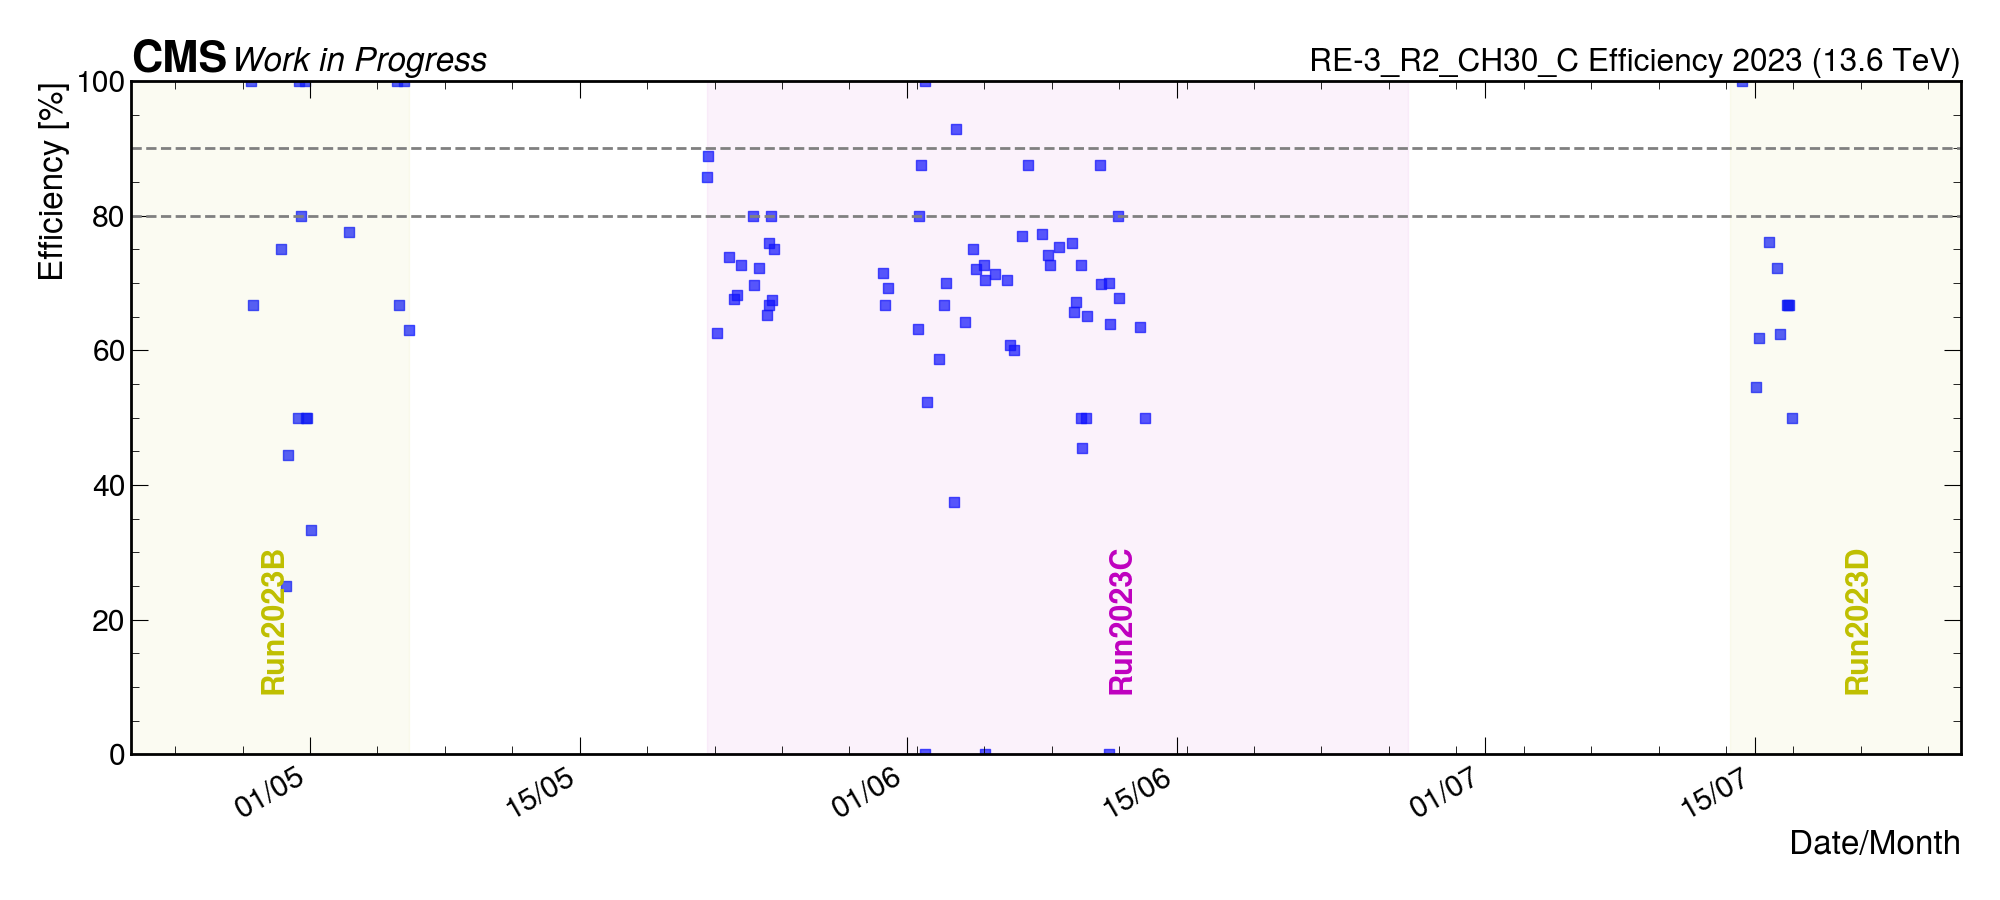 CMS Work in Progress
RE-3_R2_CH30_C Efficiency 2023 (13.6 TeV)
Efficiency [%]
100
80
60
40
20
0
Run2023B
Run2023C
Run2023D
01/05
15/05
01/06
15/06
01/07
15/07
Date/Month